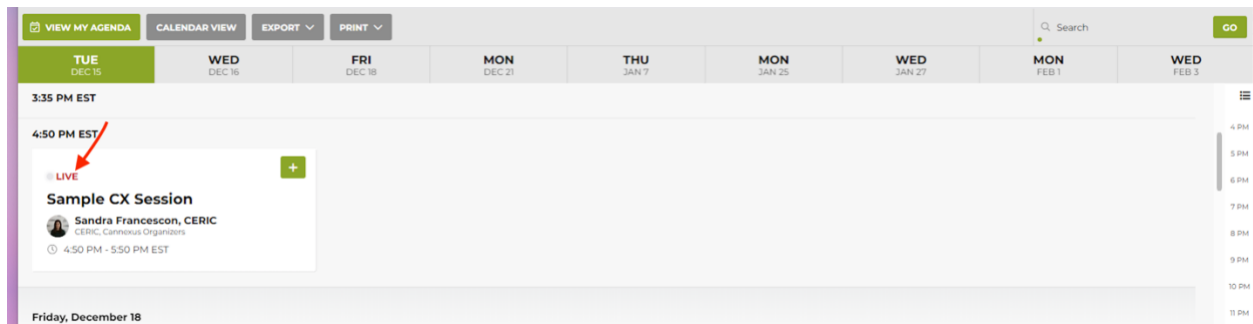 VIEW MY AGENDA CALENDAR VIEW EXPORT PRINT Search GO
TUE WED FRI MON THU MON WED MON WED
DEC 15 DEC 16 DEC 18 DEC 21 JAN 7 JAN 25 JAN 27 FEB 1 FEB 3
3:35 PM EST
4:50 PM EST
LIVE
Sample CX Session
Sandra Francescon, CERIC
CERIC, Cannexus Organizers
4:50 PM - 5:50 PM EST
Friday, December 18
4 PM
5 PM
6 PM
7 PM
8 PM
9 PM
10 PM
11 PM